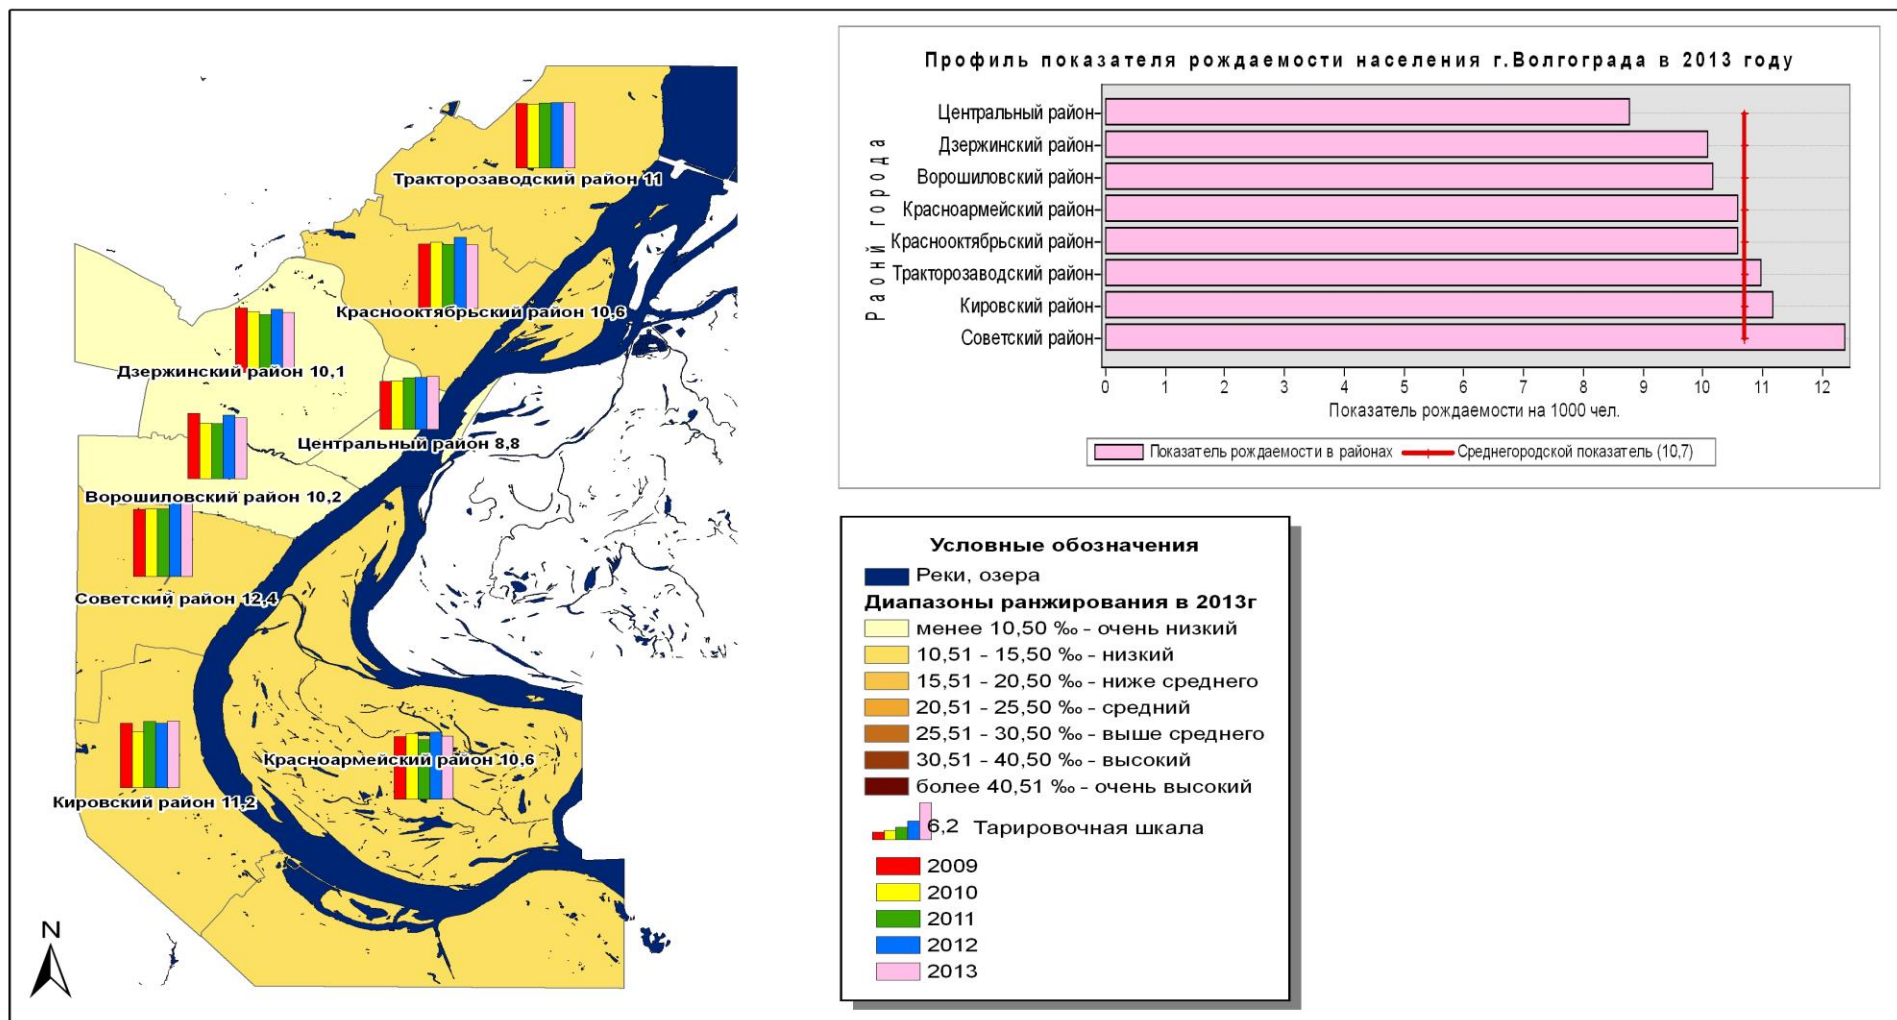 Тракторозаводский район 11
Краснооктябрьский район 10,6
Дзержинский район 10,1
Центральный район 8,8
Ворошиловский район 10,2
Советский район 12,4
Красноармейский район 10,6
Кировский район 11,2
N
Профиль показателя рождаемости населения г.Волгограда в 2013 году
Раойнй города
Центральный район
Дзержинский район
Ворошиловский район
Красноармейский район
Краснооктябрьский район
Тракторозаводский район
Кировский район
Советский район
0 1 2 3 4 5 6 7 8 9 10 11 12
Показатель рождаемости на 1000 чел.
Показатель рождаемости в районах Среднегородской показатель (10,7)
Условные обозначения
Реки, озера
Диапазоны ранжирования в 2013г
менее 10,50 ‰ - очень низкий
10,51 - 15,50 ‰ - низкий
15,51 - 20,50 ‰ - ниже среднего
20,51 - 25,50 ‰ - средний
25,51 - 30,50 ‰ - выше среднего
30,51 - 40,50 ‰ - высокий
более 40,51 ‰ - очень высокий
6,2 Тарировочная шкала
2009
2010
2011
2012
2013